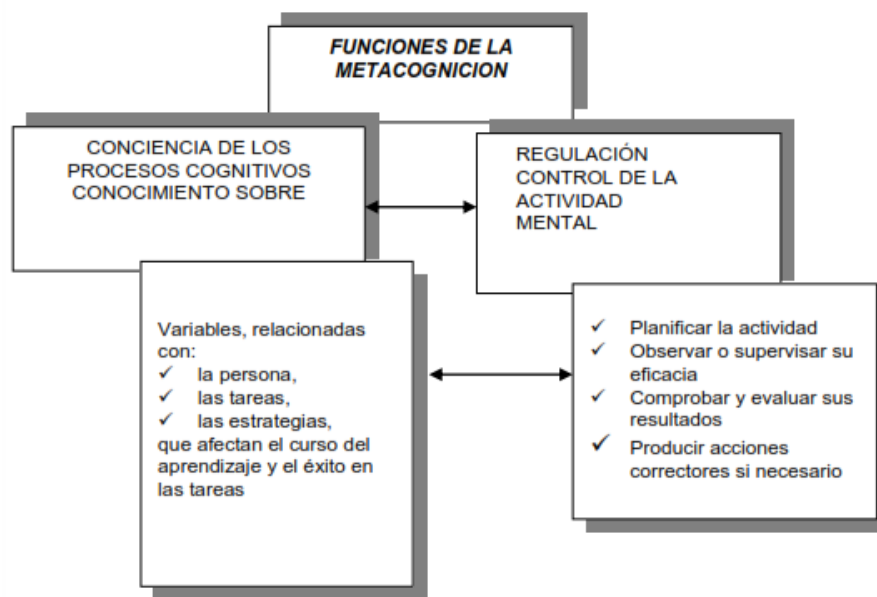 FUNCIONES DE LA
METACOGNICION
CONCIENCIA DE LOS
PROCESOS COGNITIVOS
CONOCIMIENTO SOBRE
REGULACIÓN
CONTROL DE LA
ACTIVIDAD
MENTAL
Variables, relacionadas
con:
✓ la persona,
✓ las tareas,
✓ las estrategias,
que afectan el curso del
aprendizaje y el éxito en
las tareas
✓ Planificar la actividad
✓ Observar o supervisar su
eficacia
✓ Comprobar y evaluar sus
resultados
✓ Producir acciones
correctores si necesario